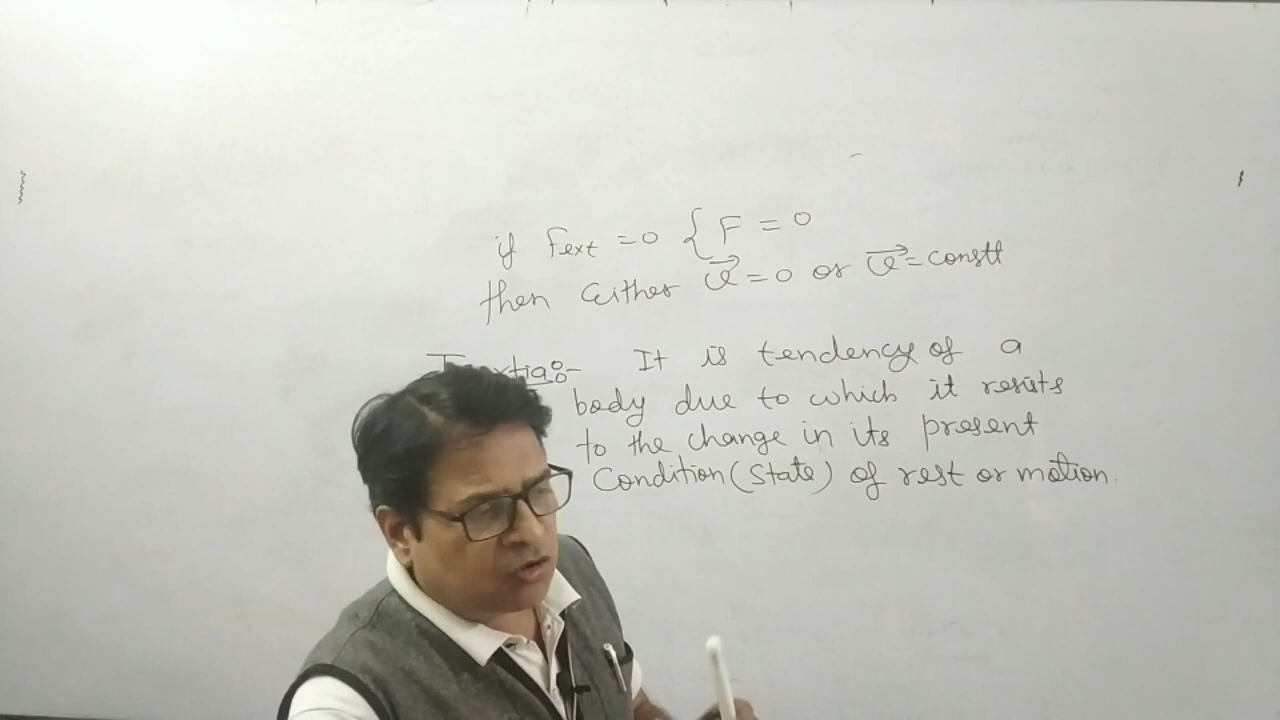 if Fext =0 { F = 0
then either v⃗ =0 or v⃗ = constt
It is tendency of a
body due to which it resists
to the change in its present
Condition (State) of rest or motion.